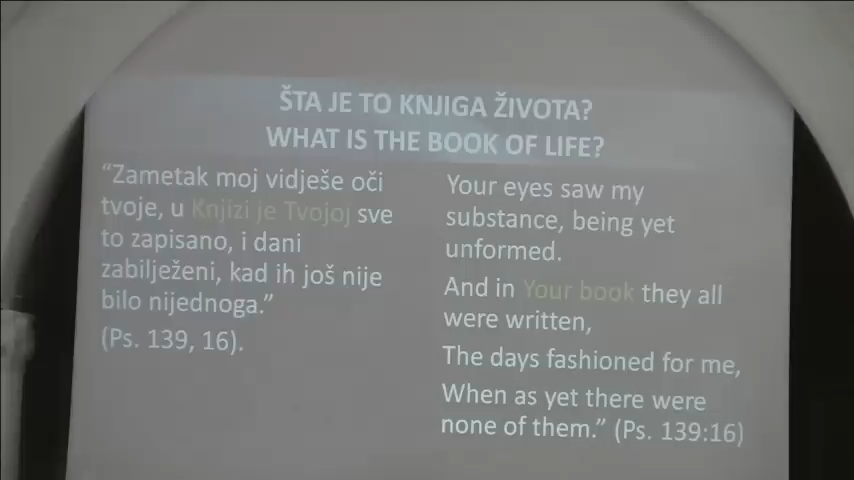 ŠTA JE TO KNJIGA ŽIVOTA?
WHAT IS THE BOOK OF LIFE?
“Zametak moj vidješe oči
tvoje, u Knjizi je Tvojoj sve
to zapisano, i dani
zabilježeni, kad ih još nije
bilo nijednoga.”
(Ps. 139, 16).
Your eyes saw my
substance, being yet
unformed.
And in Your book they all
were written,
The days fashioned for me,
When as yet there were
none of them.” (Ps. 139:16)